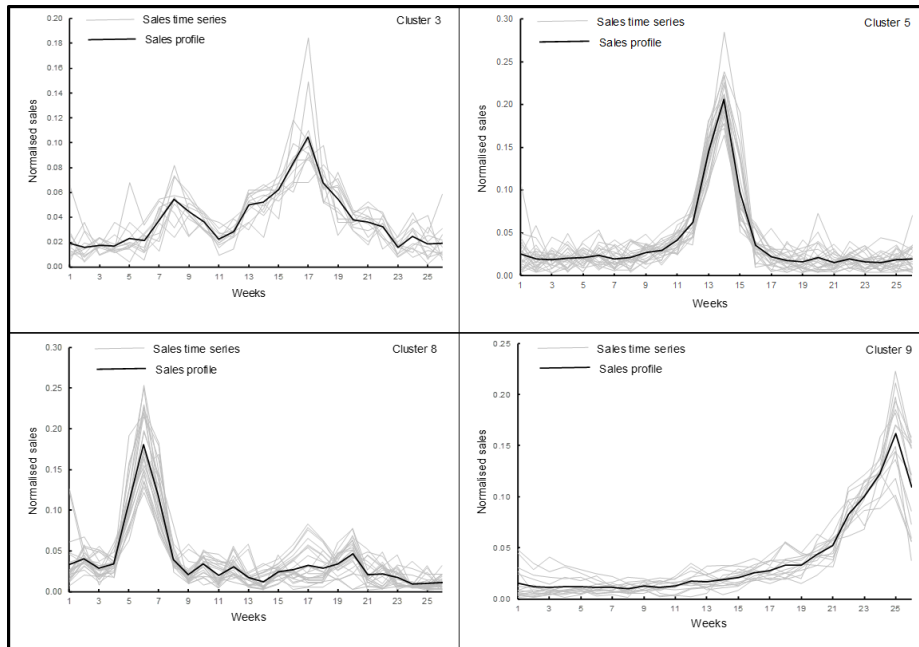 Sales time series
Cluster 3
Sales profile
Normalised sales
0.20
0.18
0.16
0.14
0.12
0.10
0.08
0.06
0.04
0.02
0.00
1 3 5 7 9 11 13 15 17 19 21 23 25
Weeks
Sales time series
Cluster 5
Sales profile
Normalised sales
0.30
0.25
0.20
0.15
0.10
0.05
0.00
1 3 5 7 9 11 13 15 17 19 21 23 25
Weeks
Sales time series
Cluster 8
Sales profile
Normalised sales
0.30
0.25
0.20
0.15
0.10
0.05
0.00
1 3 5 7 9 11 13 15 17 19 21 23 25
Weeks
Sales time series
Cluster 9
Sales profile
Normalised sales
0.25
0.20
0.15
0.10
0.05
0.00
1 3 5 7 9 11 13 15 17 19 21 23 25
Weeks